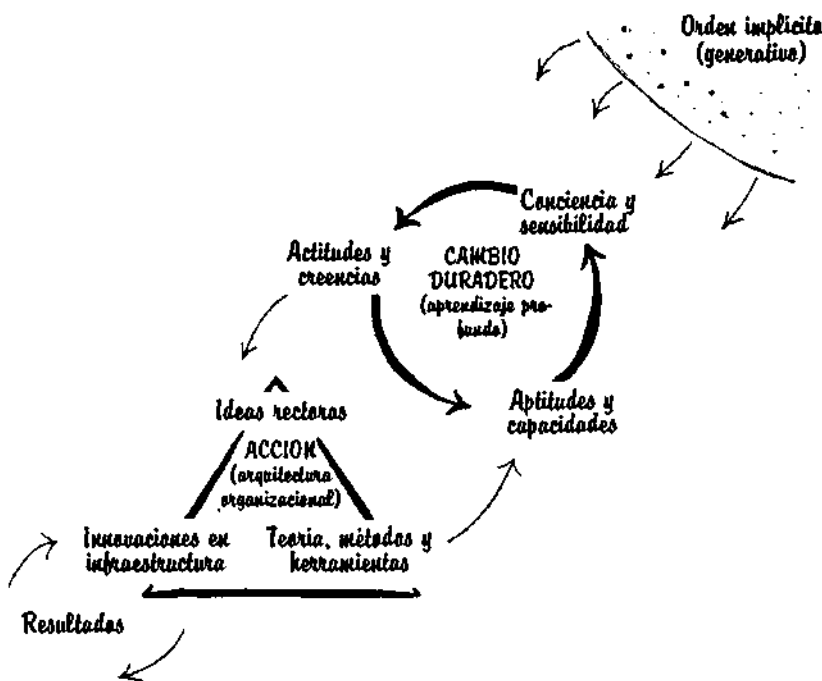 Orden implícito
(generativo)
Conciencia y
sensibilidad
Actitudes y
creencias
CAMBIO
DURADERO
(aprendizaje pro-
fundo)
Aptitudes y
capacidades
Ideas rectoras
ACCION
(arquitectura
organizacional)
Innovaciones en
infraestructura
Teoría, métodos y
herramientas
Resultados